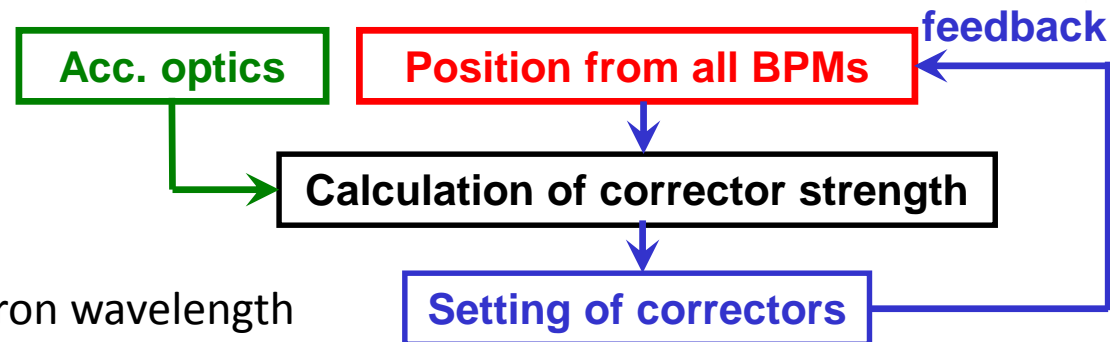 feedback
Acc. optics
Position from all BPMs
Calculation of corrector strength
ron wavelength
Setting of correctors